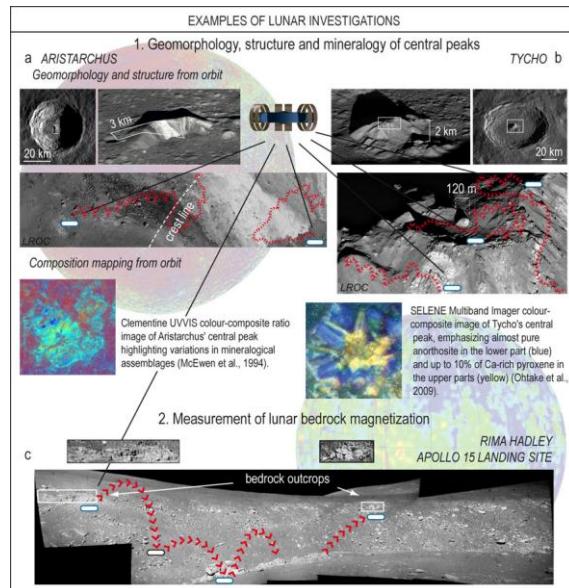 EXAMPLES OF LUNAR INVESTIGATIONS
1. Geomorphology, structure and mineralogy of central peaks
a ARISTARCHUS
TYCHO b
Geomorphology and structure from orbit
1
3 km
20 km
2 km
20 km
120 m
crest line
LROC
LROC
Composition mapping from orbit
Clementine UVVIS colour-composite ratio
image of Aristarchus' central peak
highlighting variations in mineralogical
assemblages (McEwen et al., 1994).
SELENE Multiband Imager colour-
composite image of Tycho's central
peak, emphasizing almost pure
anorthosite in the lower part (blue)
and up to 10% of Ca-rich pyroxene in
the upper parts (yellow) (Ohtake et al.,
2009).
2. Measurement of lunar bedrock magnetization
RIMA HADLEY
APOLLO 15 LANDING SITE
c
bedrock outcrops